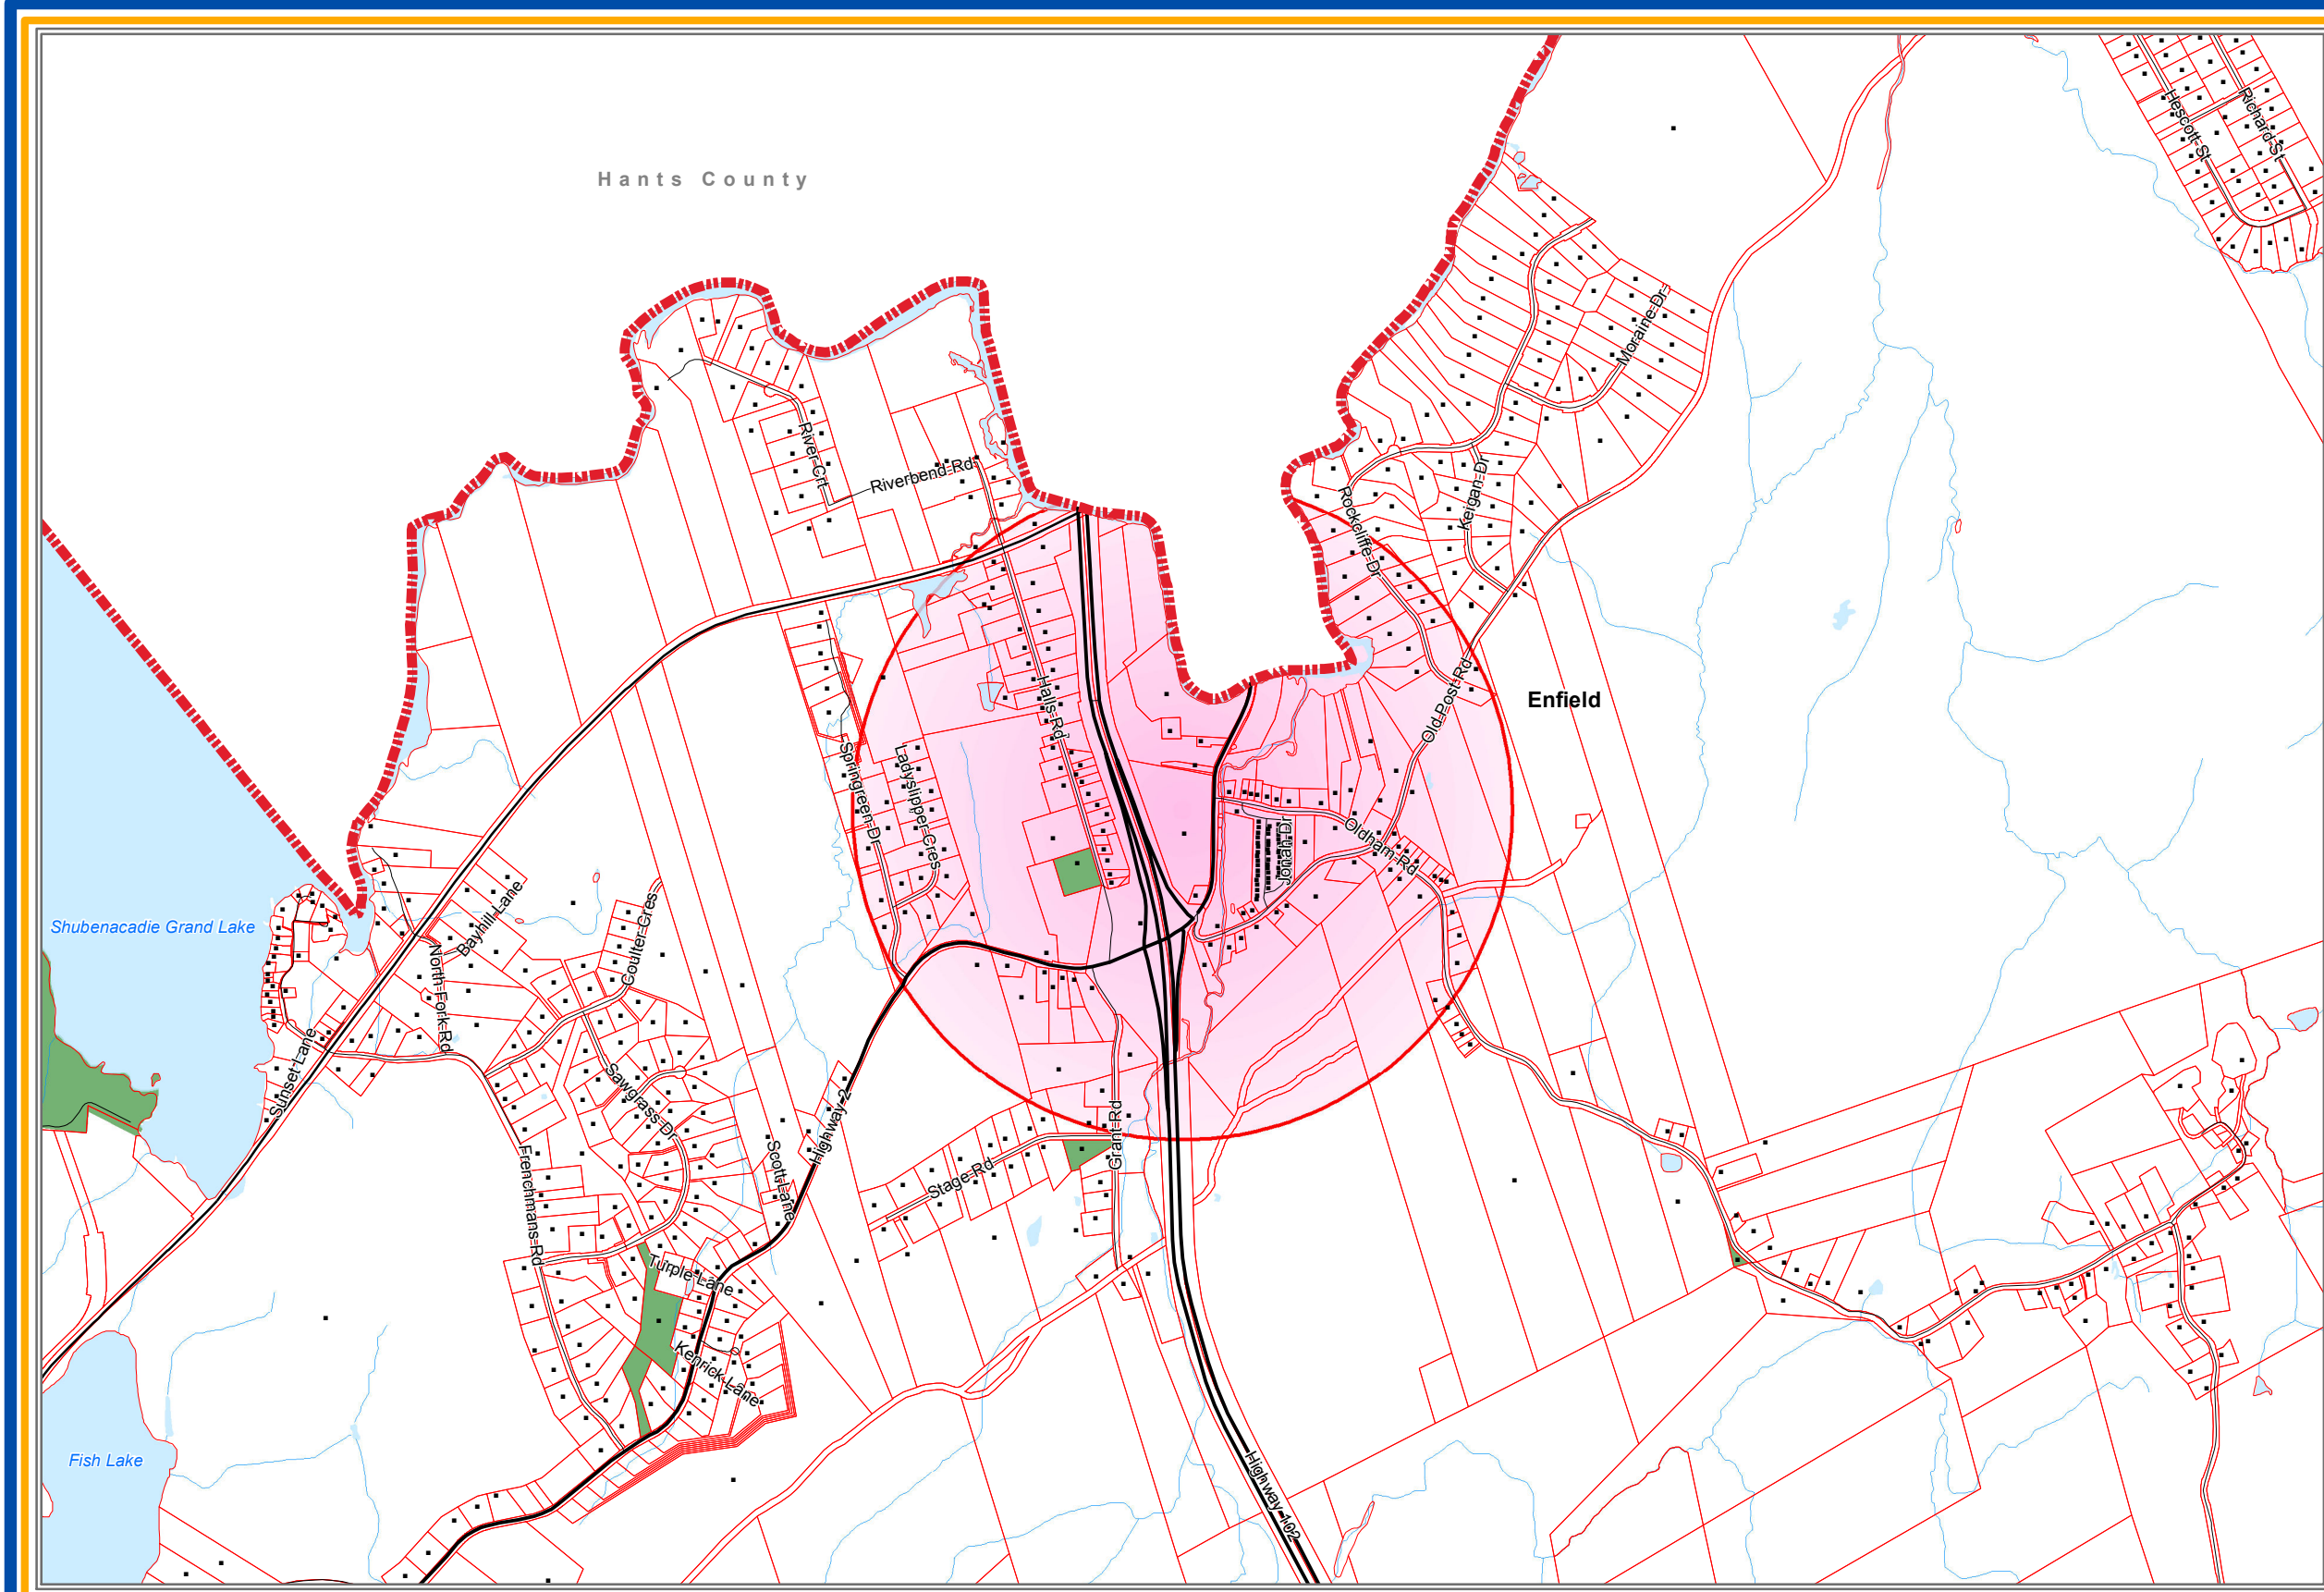 Hants County
Hescott St
Richard St
Moraine Dr
River Crt
Riverbend Rd
Rockcliffe Dr
Keigan Dr
Halls Rd
Old Post Rd
Enfield
Springreen Dr
Ladyslipper Cres
Oldham Rd
Jonah Dr
Shubenacadie Grand Lake
Bayhill Lane
North Fork Rd
Coulter Cres
Sunset Lane
Sawgrass Dr
Highway 2
Scott Lane
Grant Rd
Stage Rd
Frenchmans Rd
Turple Lane
Kenrick Lane
Fish Lake
Highway 102